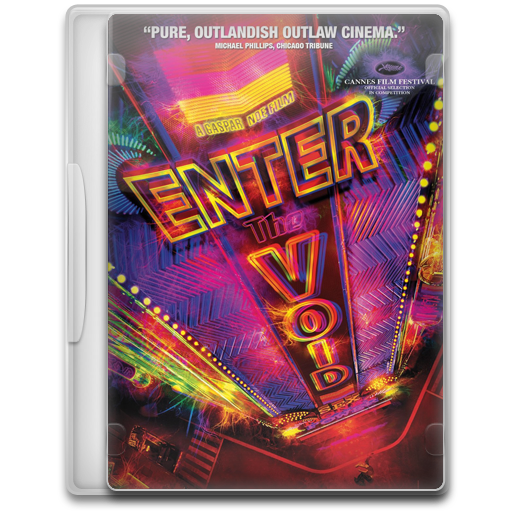 “PURE, OUTLANDISH OUTLAW CINEMA.”
MICHAEL PHILLIPS, CHICAGO TRIBUNE
CANNES FILM FESTIVAL
OFFICIAL SELECTION
IN COMPETITION
A GASPAR NOE FILM
ENTER
The
VOID
SEX